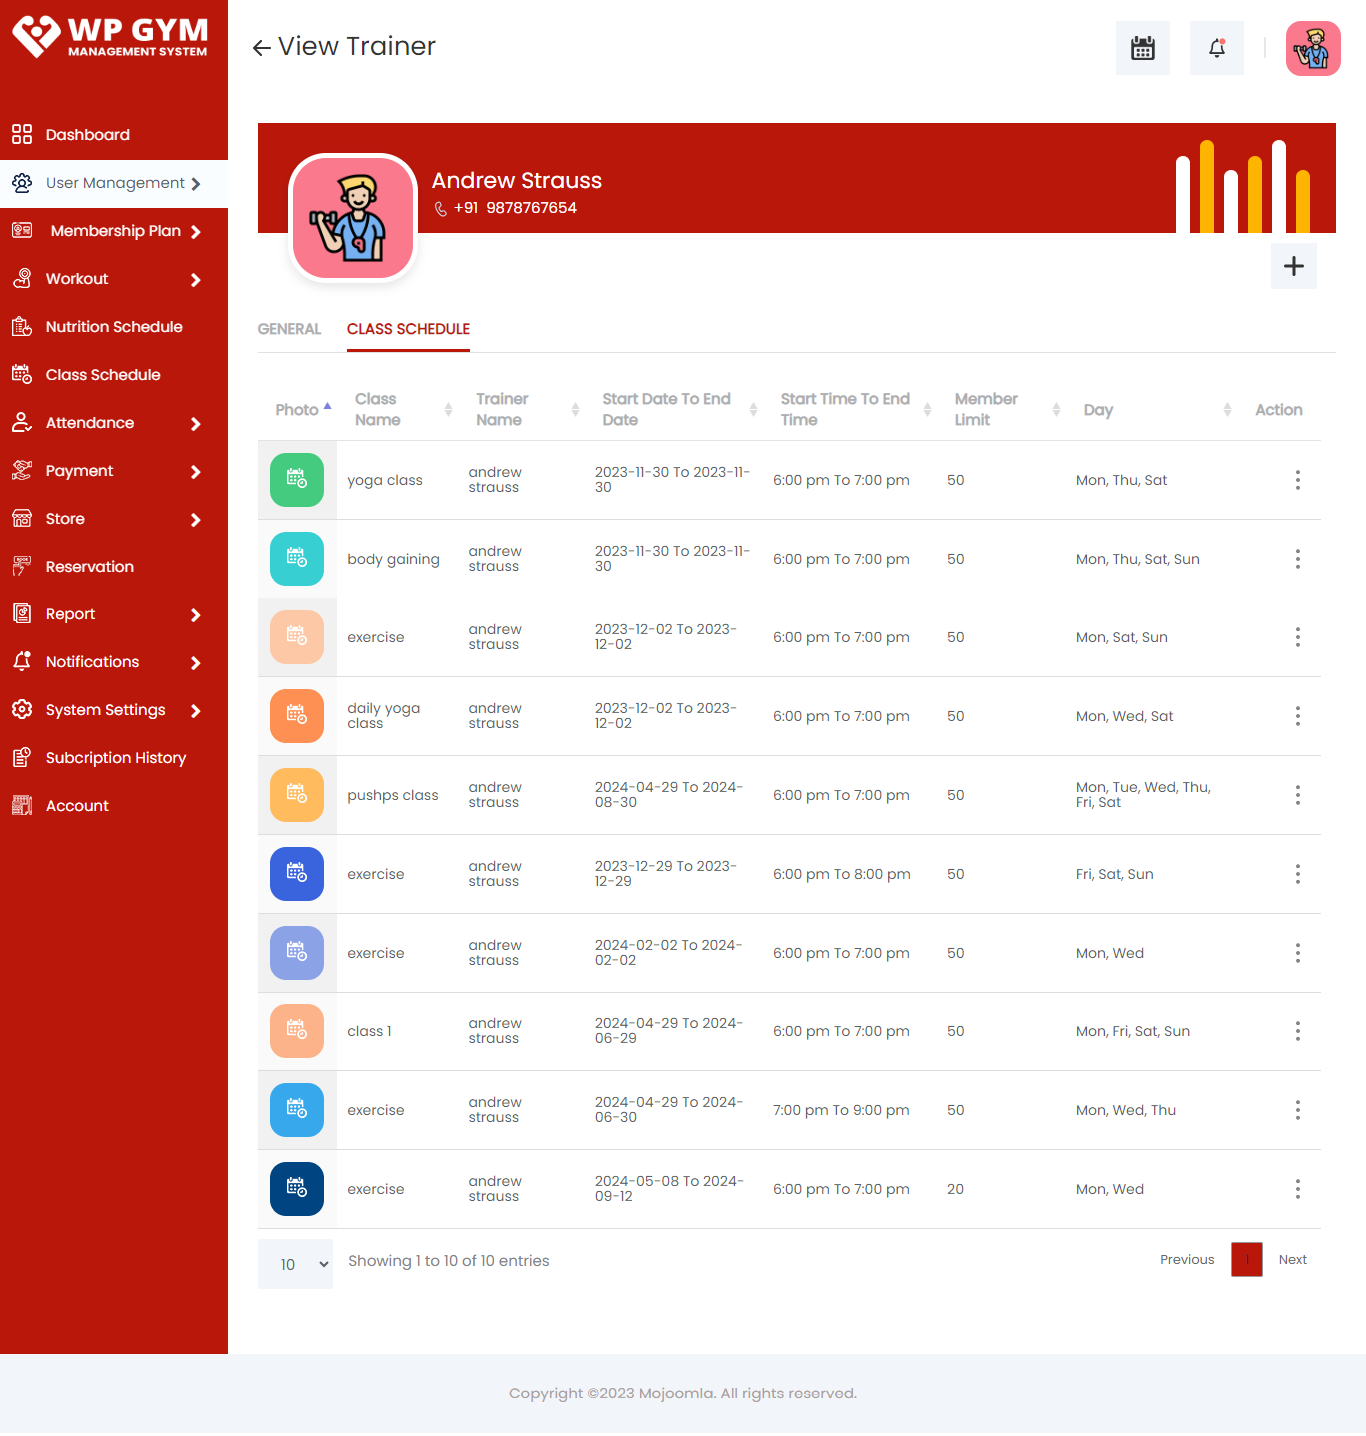 WP GYM
MANAGEMENT SYSTEM
View Trainer
Dashboard
User Management
Membership Plan
Workout
Nutrition Schedule
Class Schedule
Attendance
Payment
Store
Reservation
Report
Notifications
System Settings
Subcription History
Account
Andrew Strauss
+91 9878767654
GENERAL CLASS SCHEDULE
Photo Class Name Trainer Name Start Date To End Date Start Time To End Time Member Limit Day Action
yoga class andrew strauss 2023-11-30 To 2023-11-30 6:00 pm To 7:00 pm 50 Mon, Thu, Sat
body gaining andrew strauss 2023-11-30 To 2023-11-30 6:00 pm To 7:00 pm 50 Mon, Thu, Sat, Sun
exercise andrew strauss 2023-12-02 To 2023-12-02 6:00 pm To 7:00 pm 50 Mon, Sat, Sun
daily yoga class andrew strauss 2023-12-02 To 2023-12-02 6:00 pm To 7:00 pm 50 Mon, Wed, Sat
pushps class andrew strauss 2024-04-29 To 2024-08-30 6:00 pm To 7:00 pm 50 Mon, Tue, Wed, Thu, Fri, Sat
exercise andrew strauss 2023-12-29 To 2023-12-29 6:00 pm To 8:00 pm 50 Fri, Sat, Sun
exercise andrew strauss 2024-02-02 To 2024-02-02 6:00 pm To 7:00 pm 50 Mon, Wed
class 1 andrew strauss 2024-04-29 To 2024-06-29 6:00 pm To 7:00 pm 50 Mon, Fri, Sat, Sun
exercise andrew strauss 2024-04-29 To 2024-06-30 7:00 pm To 9:00 pm 50 Mon, Wed, Thu
exercise andrew strauss 2024-05-08 To 2024-09-12 6:00 pm To 7:00 pm 20 Mon, Wed
10 Showing 1 to 10 of 10 entries Previous 1 Next
Copyright ©2023 Mojoomla. All rights reserved.